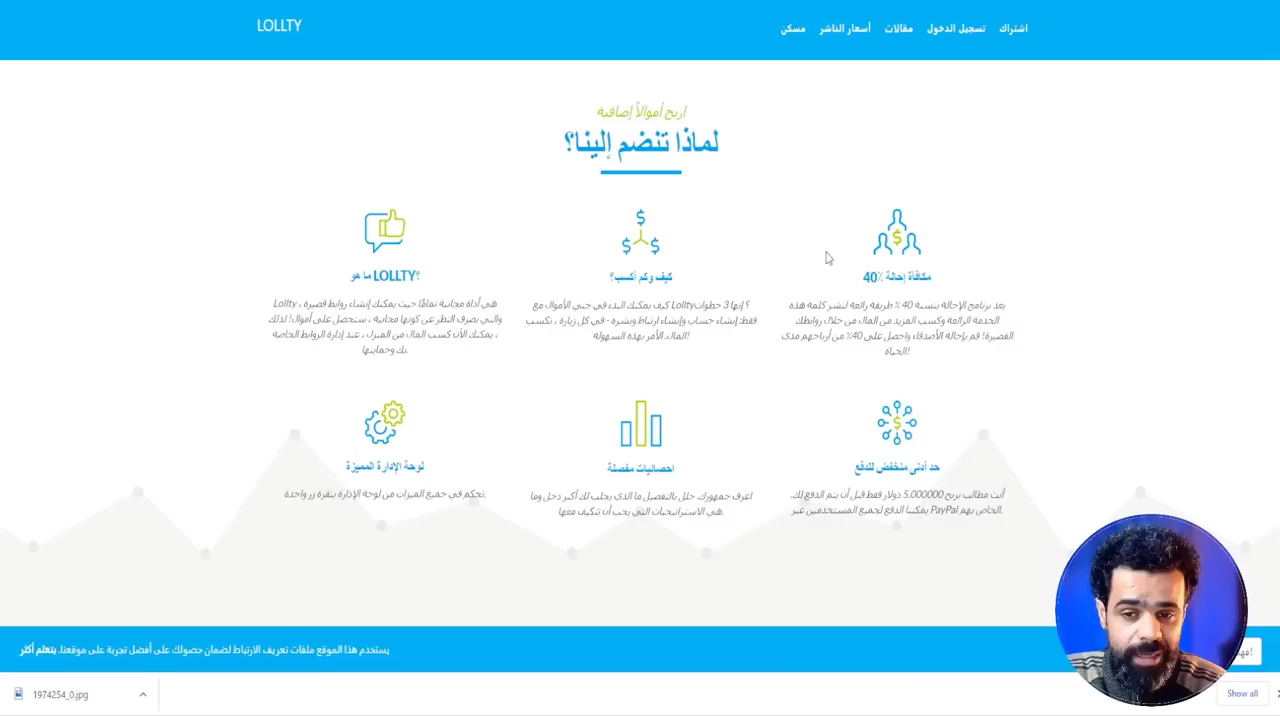 LOLLTY
اشتراك
تسجيل الدخول
مقالات
أسعار الناشر
مسكن
اربح أموالاً إضافية
لماذا تنضم إلينا؟
مكافأة إحالة 40٪
يعد برنامج الإحالة بنسبة 40٪ طريقة رائعة لنشر كلمة هذه
الخدمة الرائعة وكسب المزيد من المال من خلال روابطك
القصيرة! قم بإحالة الأصدقاء واحصل على 40٪ من أرباحهم مدى
الحياة!
كيف وكم أكسب؟
كيف يمكنك البدء في جني الأموال مع Lollty؟ إنها 3 خطوات
فقط: إنشاء حساب وإنشاء ارتباط ونشره - في كل زيارة ، تكسب
المال. الأمر بهذه السهولة!
ما هو LOLLTY؟
Lollty هي أداة مجانية تمامًا حيث يمكنك إنشاء روابط قصيرة ،
والتي بصرف النظر عن كونها مجانية ، ستحصل على أموال! لذلك
، يمكنك الآن كسب المال من المنزل ، عند إدارة الروابط الخاصة
بك وحمايتها.
حد أدنى منخفض للدفع
أنت مطالب بربح 5.000000 دولار فقط قبل أن يتم الدفع لك.
يمكننا الدفع لجميع المستخدمين عبر PayPal الخاص بهم.
احصائيات مفصلة
اعرف جمهورك. حلل بالتفصيل ما الذي يجلب لك أكبر دخل وما
هي الاستراتيجيات التي يجب أن تتكيف معها.
لوحة الإدارة المميزة
تحكم في جميع الميزات من لوحة الإدارة بنقرة زر واحدة.
يستخدم هذا الموقع ملفات تعريف الارتباط لضمان حصولك على أفضل تجربة على موقعنا. يتعلم أكثر
1974254_0.jpg
Show all